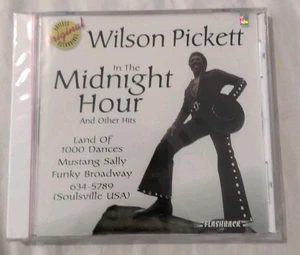 Original
Wilson Pickett
In The
Midnight
Hour
And Other Hits
Land Of
1000 Dances
Mustang Sally
Funky Broadway
634-5789
(Soulsville USA)
FLASHBACK